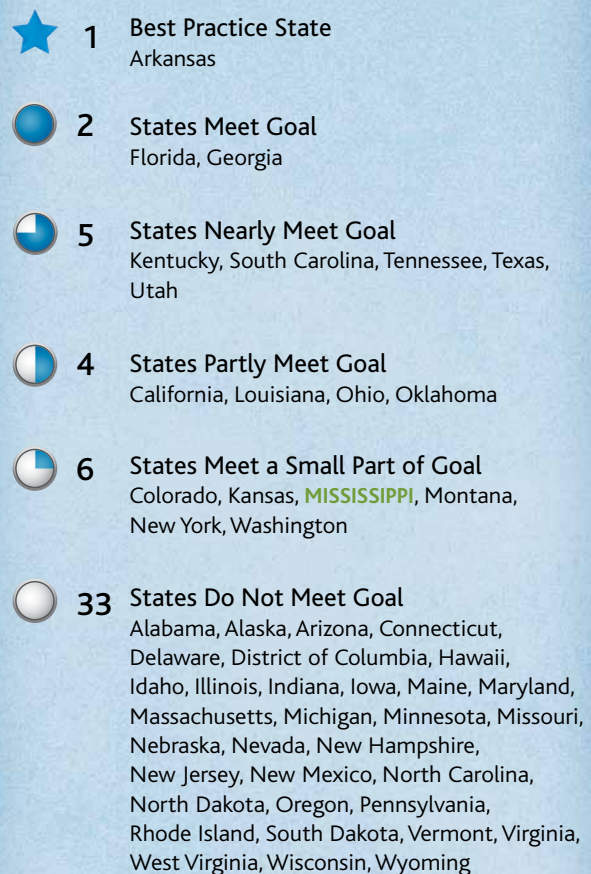 1 Best Practice State
Arkansas
2 States Meet Goal
Florida, Georgia
5 States Nearly Meet Goal
Kentucky, South Carolina, Tennessee, Texas,
Utah
4 States Partly Meet Goal
California, Louisiana, Ohio, Oklahoma
6 States Meet a Small Part of Goal
Colorado, Kansas, MISSISSIPPI, Montana,
New York, Washington
33 States Do Not Meet Goal
Alabama, Alaska, Arizona, Connecticut,
Delaware, District of Columbia, Hawaii,
Idaho, Illinois, Indiana, Iowa, Maine, Maryland,
Massachusetts, Michigan, Minnesota, Missouri,
Nebraska, Nevada, New Hampshire,
New Jersey, New Mexico, North Carolina,
North Dakota, Oregon, Pennsylvania,
Rhode Island, South Dakota, Vermont, Virginia,
West Virginia, Wisconsin, Wyoming